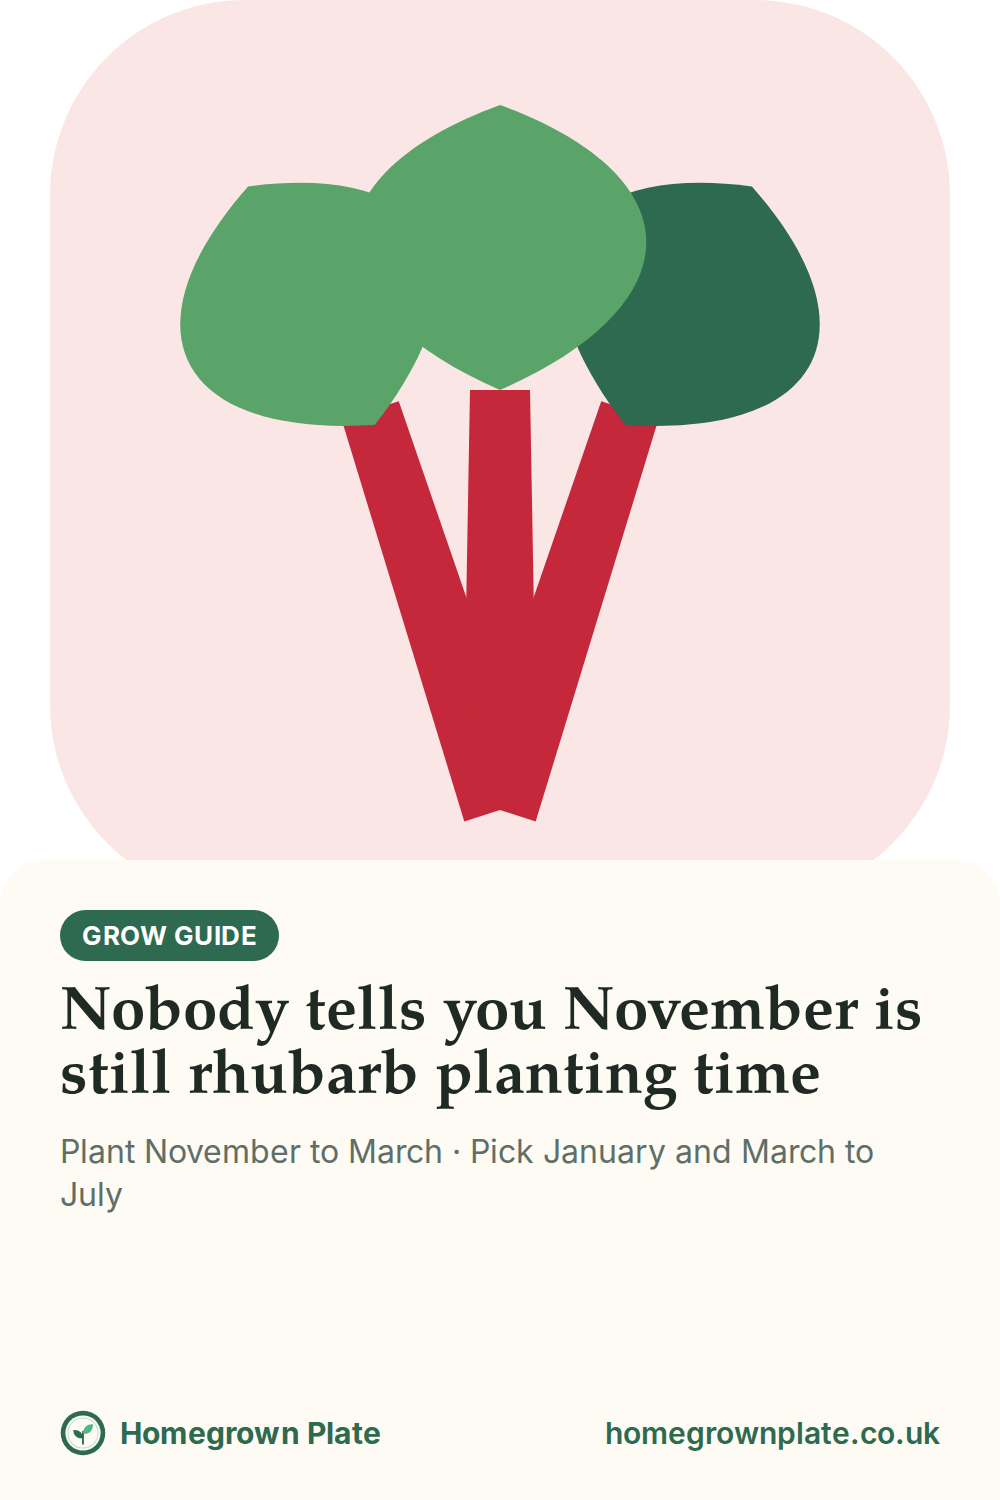 GROW GUIDE
Nobody tells you November is
still rhubarb planting time
Plant November to March · Pick January and March to
July
Homegrown Plate
homegrownplate.co.uk